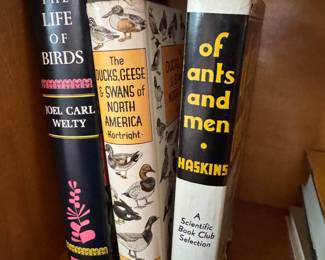 THE
LIFE OF
BIRDS
JOEL CARL
WELTY
The
DUCKS, GEESE
& SWANS of
NORTH
AMERICA
Kortright
of
ants
and
men
HASKINS
A
Scientific
Book Club
Selection